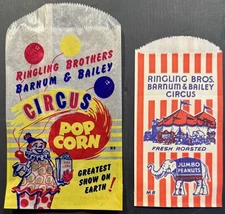 RINGLING BROTHERS
BARNUM & BAILEY
CIRCUS
POP
CORN
GREATEST
SHOW ON
EARTH!
RINGLING BROS.
BARNUM & BAILEY
CIRCUS
FRESH ROASTED
JUMBO
PEANUTS